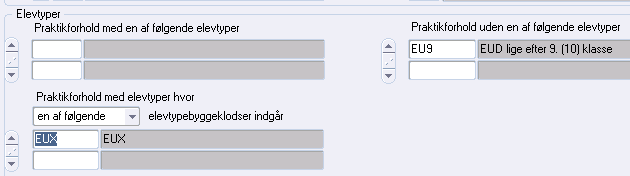 Elevtyper
Praktikforhold med en af følgende elevtyper
Praktikforhold uden en af følgende elevtyper
EU9 EUD lige efter 9. (10) klasse
Praktikforhold med elevtyper hvor
en af følgende elevtypebyggeklodser indgår
EUX EUX